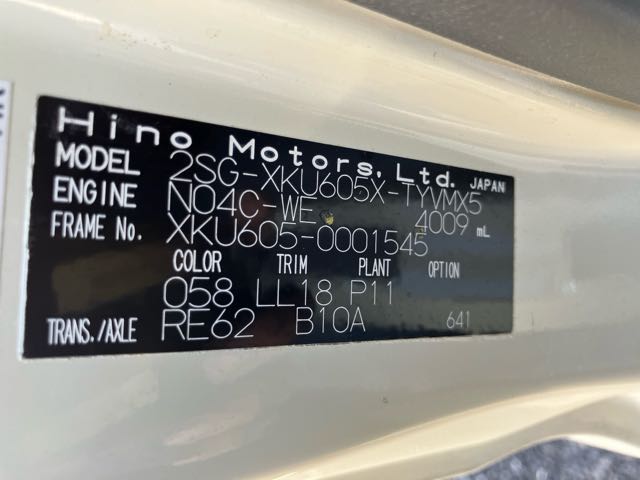 Hino Motors, Ltd. JAPAN
MODEL 2SG-XKU605X-TYVMX5
ENGINE N04C-WE 4009 mL
FRAME No. XKU605-0001545
COLOR TRIM PLANT OPTION
058 LL18 P11
TRANS./AXLE RE62 B10A 641